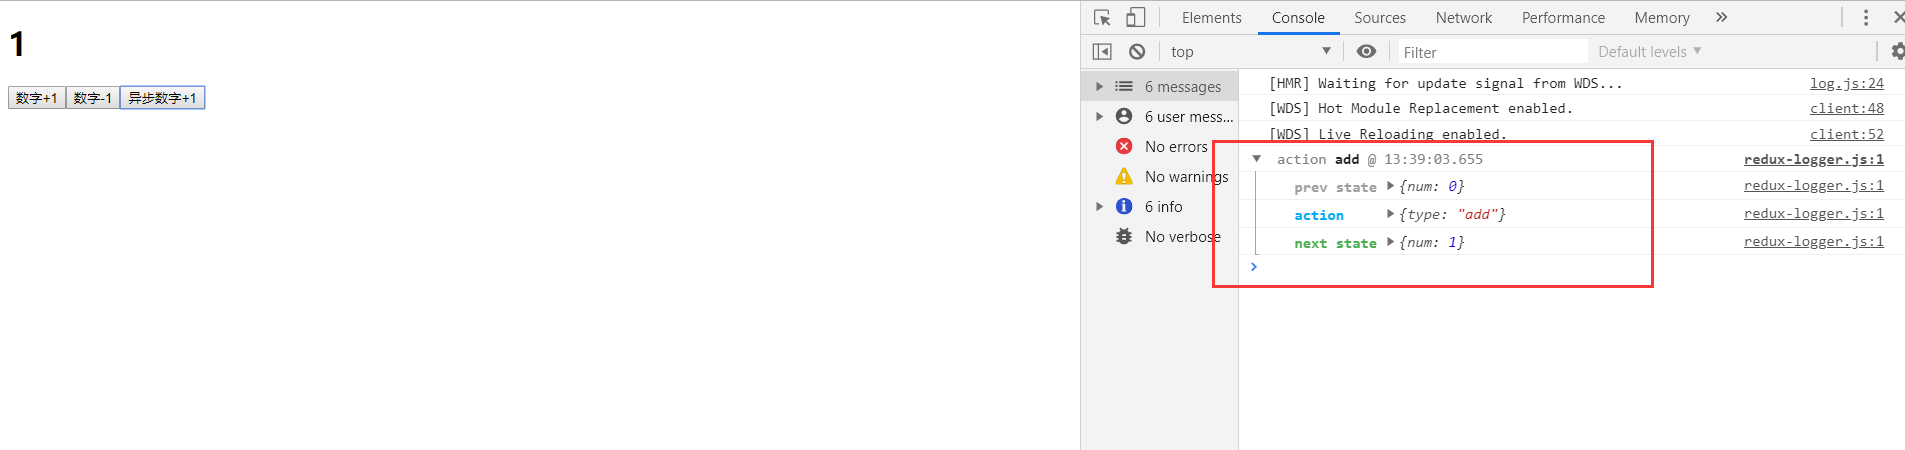 1
数字+1 数字-1 异步数字+1
Elements Console Sources Network Performance Memory »
top Filter Default levels
6 messages
6 user mess...
No errors
No warnings
6 info
No verbose
[HMR] Waiting for update signal from WDS... log.js:24
[WDS] Hot Module Replacement enabled. client:48
[WDS] Live Reloading enabled. client:52
action add @ 13:39:03.655 redux-logger.js:1
prev state {num: 0} redux-logger.js:1
action {type: "add"} redux-logger.js:1
next state {num: 1} redux-logger.js:1